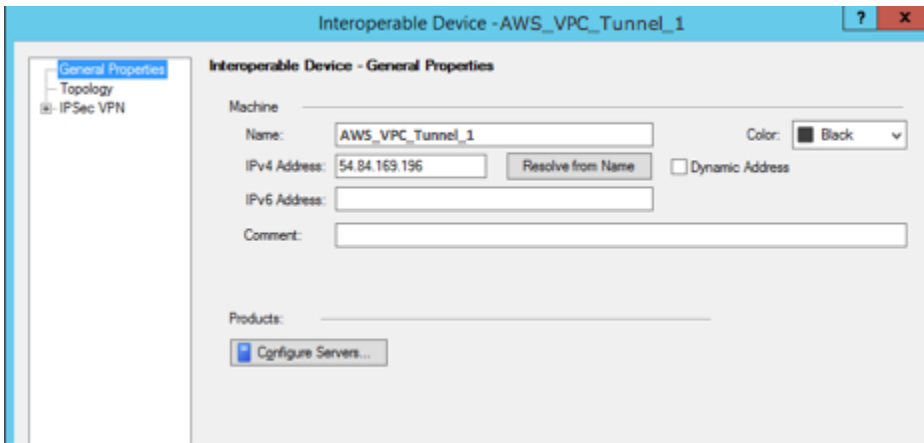 Interoperable Device - AWS_VPC_Tunnel_1
? x
General Properties
Topology
IPSec VPN
Interoperable Device - General Properties
Machine
Name: AWS_VPC_Tunnel_1 Color: Black
IPv4 Address: 54.84.169.196 Resolve from Name Dynamic Address
IPv6 Address:
Comment:
Products:
Configure Servers...